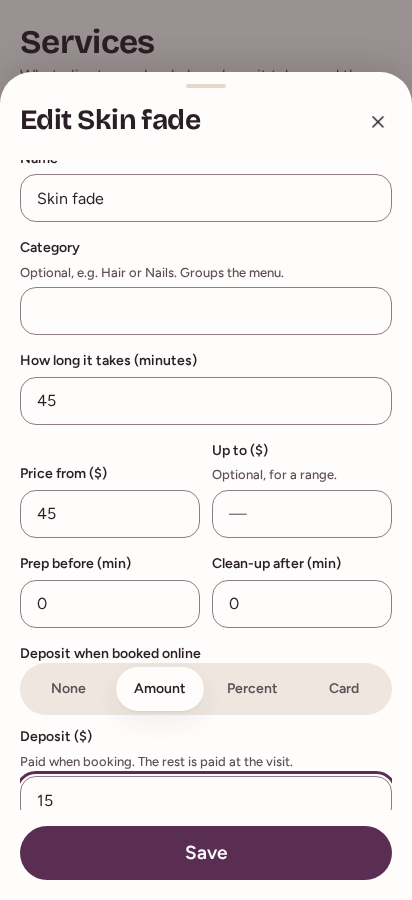 Services
Edit Skin fade
Name
Skin fade
Category
Optional, e.g. Hair or Nails. Groups the menu.
How long it takes (minutes)
45
Price from ($)
Up to ($)
Optional, for a range.
45
—
Prep before (min)
Clean-up after (min)
0
0
Deposit when booked online
None
Amount
Percent
Card
Deposit ($)
Paid when booking. The rest is paid at the visit.
15
Save